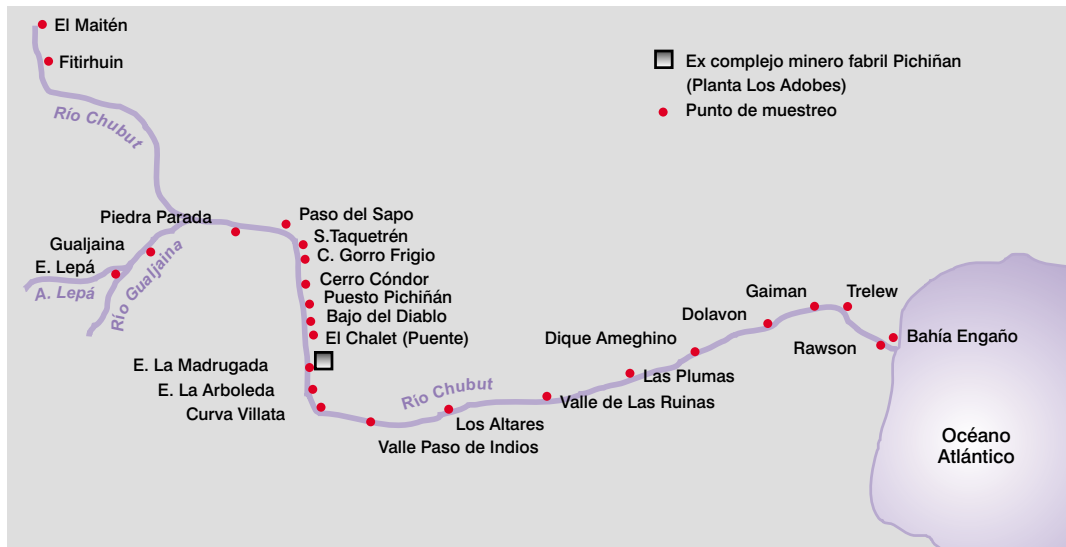 El Maitén
Fitirhuin
Río Chubut
Ex complejo minero fabril Pichiñan
(Planta Los Adobes)
Punto de muestreo
Piedra Parada
Paso del Sapo
S.Taquetrén
Gualjaina
C. Gorro Frigio
E. Lepá
A. Lepá
Río Gualjaina
Cerro Cóndor
Puesto Pichiñán
Bajo del Diablo
El Chalet (Puente)
E. La Madrugada
E. La Arboleda
Curva Villata
Valle Paso de Indios
Río Chubut
Los Altares
Valle de Las Ruinas
Las Plumas
Dique Ameghino
Dolavon
Gaiman
Trelew
Rawson
Bahía Engaño
Océano
Atlántico